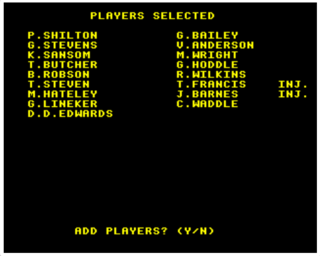 PLAYERS SELECTED
P.SHILTON G.BAILEY
G.STEVENS V.ANDERSON
K.SANSOM M.WRIGHT
T.BUTCHER G.HODDLE
B.ROBSON R.WILKINS
T.STEVEN T.FRANCIS INJ.
M.HATELEY J.BARNES INJ.
G.LINEKER C.WADDLE
D.D.EDWARDS
ADD PLAYERS? (Y/N)